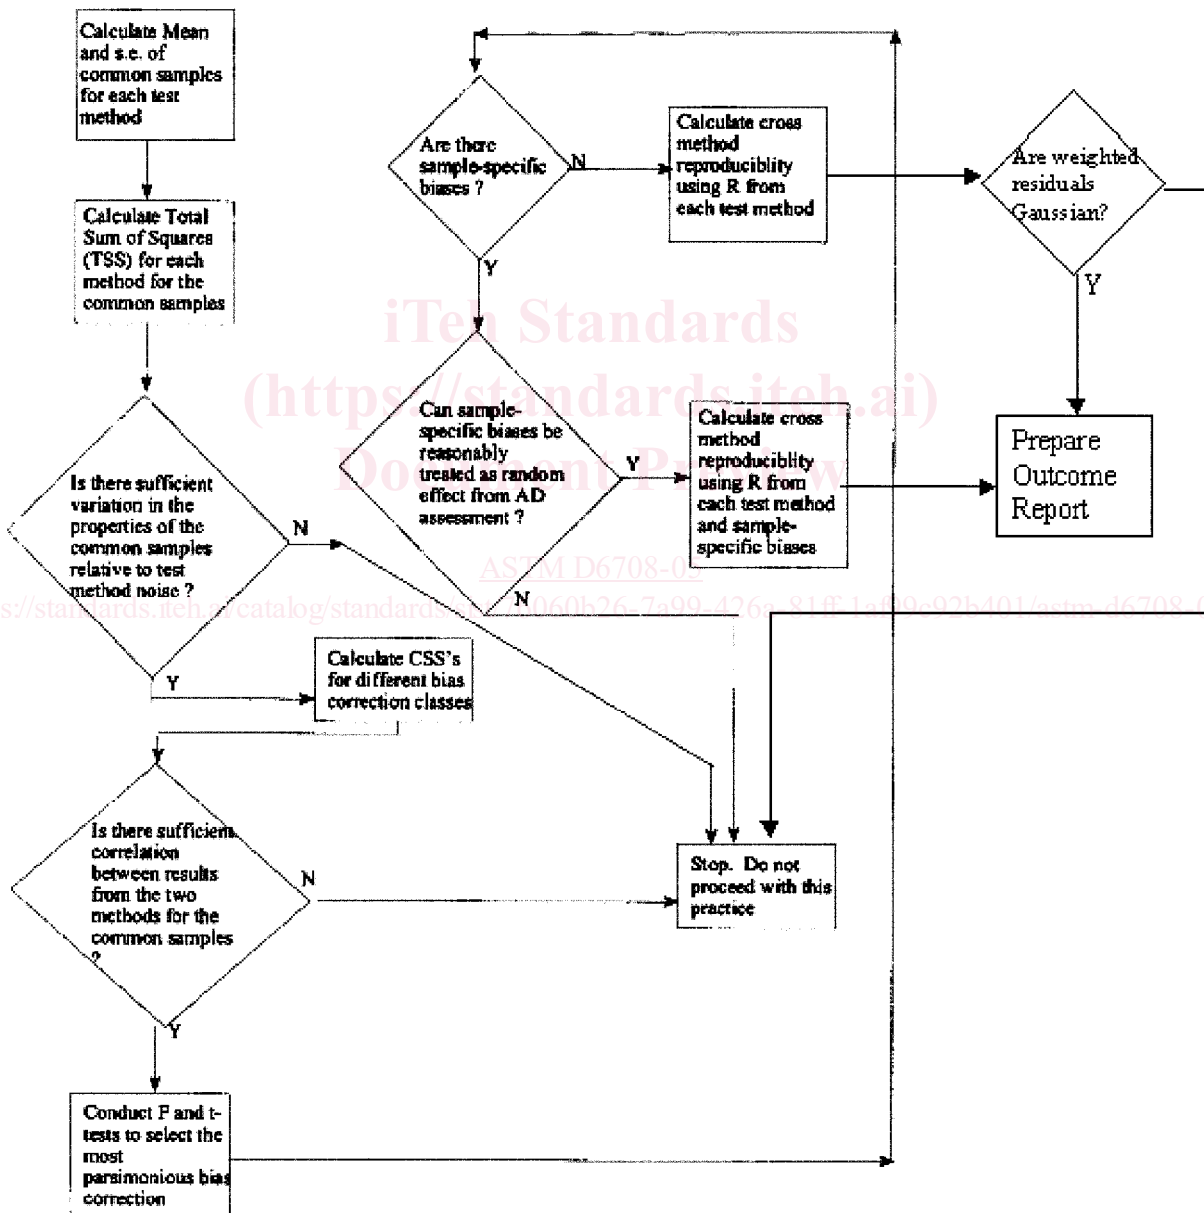 Calculate Mean
and s.e. of
common samples
for each test
method
Calculate Total
Sum of Squares
(TSS) for each
method for the
common samples
Is there sufficient
variation in the
properties of the
common samples
relative to test
method noise ?
N
Y
Calculate CSS's
for different bias
correction classes
Is there sufficient
correlation
between results
from the two
methods for the
common samples
?
N
Y
Conduct F and t-
tests to select the
most
parsimonious bias
correction
Are there
sample-specific
biases ?
N
Y
Calculate cross
method
reproduciblity
using R from
each test method
Can sample-
specific biases be
reasonably
treated as random
effect from AD
assessment ?
Y
N
Calculate cross
method
reproduciblity
using R from
each test method
and sample-
specific biases
Are weighted
residuals
Gaussian?
Y
Prepare
Outcome
Report
Stop. Do not
proceed with this
practice
iTeh Standards
(https://standards.iteh.ai)
Document Preview
ASTM D6708-05